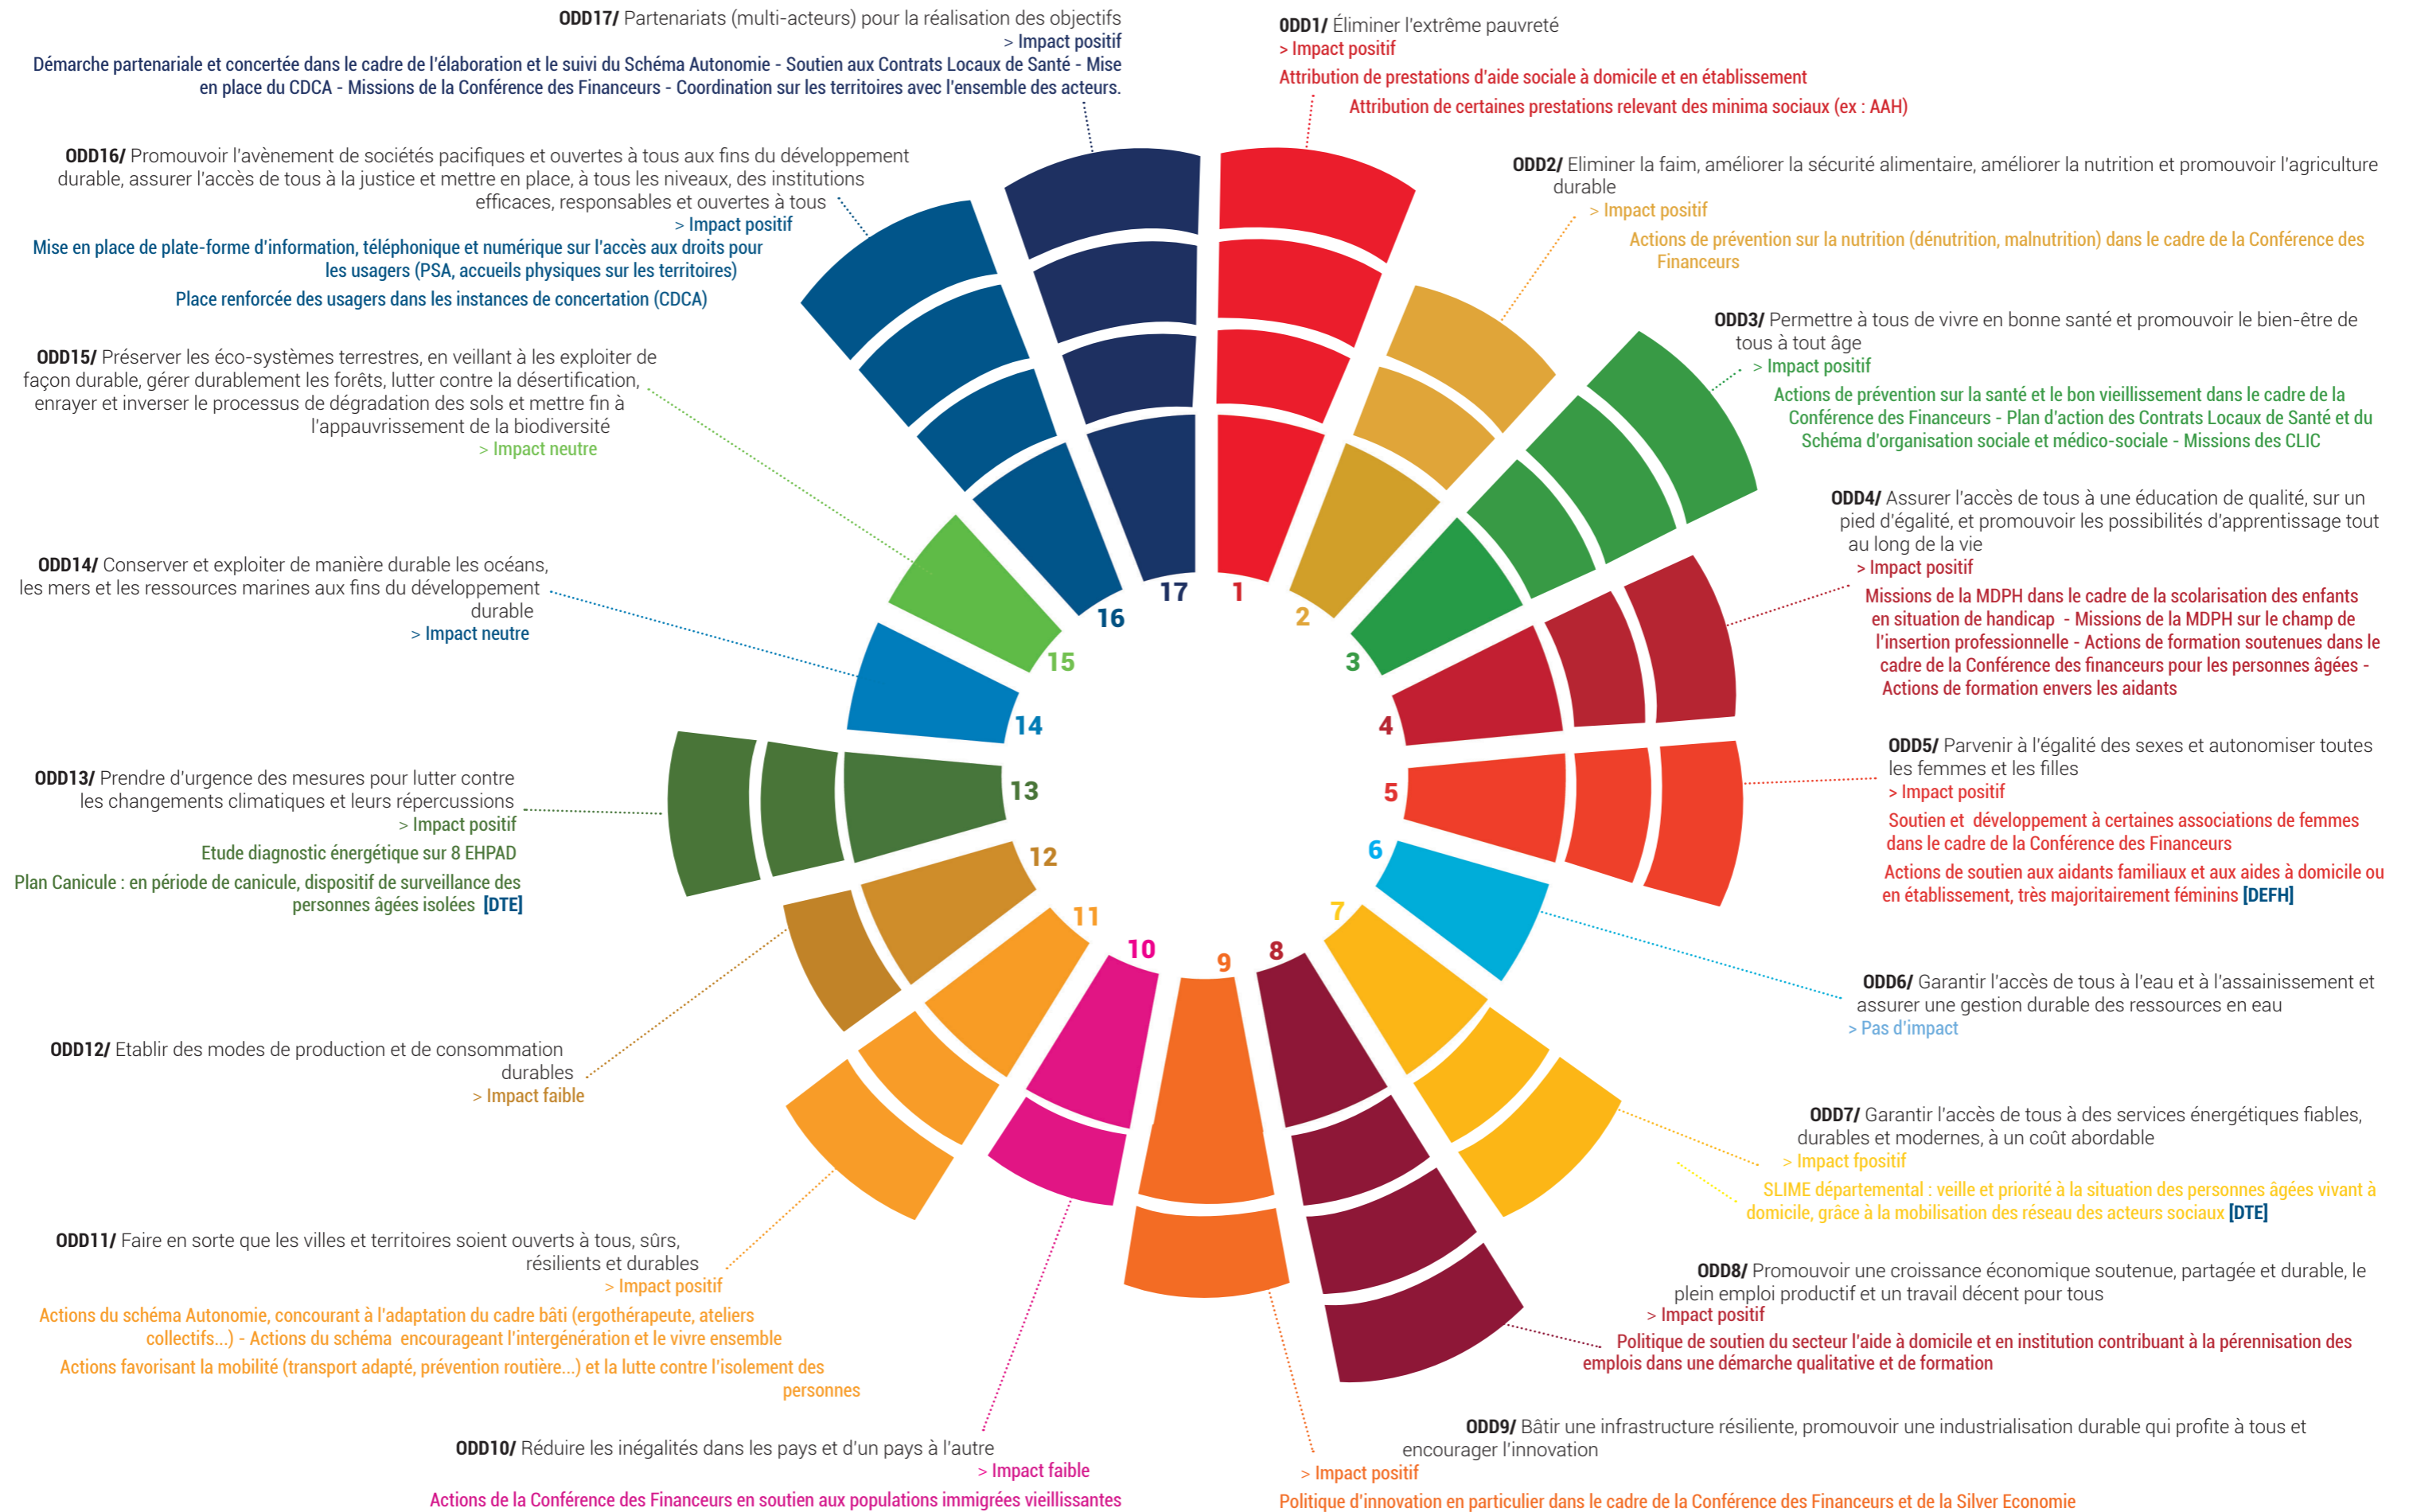 ODD17/ Partenariats (multi-acteurs) pour la réalisation des objectifs
> Impact positif
Démarche partenariale et concertée dans le cadre de l'élaboration et le suivi du Schéma Autonomie - Soutien aux Contrats Locaux de Santé - Mise
en place du CDCA - Missions de la Conférence des Financeurs - Coordination sur les territoires avec l'ensemble des acteurs.
ODD1/ Éliminer l'extrême pauvreté
> Impact positif
Attribution de prestations d'aide sociale à domicile et en établissement
Attribution de certaines prestations relevant des minima sociaux (ex : AAH)
ODD16/ Promouvoir l'avènement de sociétés pacifiques et ouvertes à tous aux fins du développement
durable, assurer l'accès de tous à la justice et mettre en place, à tous les niveaux, des institutions
efficaces, responsables et ouvertes à tous
> Impact positif
Mise en place de plate-forme d'information, téléphonique et numérique sur l'accès aux droits pour
les usagers (PSA, accueils physiques sur les territoires)
Place renforcée des usagers dans les instances de concertation (CDCA)
ODD2/ Eliminer la faim, améliorer la sécurité alimentaire, améliorer la nutrition et promouvoir l'agriculture
durable
> Impact positif
Actions de prévention sur la nutrition (dénutrition, malnutrition) dans le cadre de la Conférence des
Financeurs
ODD15/ Préserver les éco-systèmes terrestres, en veillant à les exploiter de
façon durable, gérer durablement les forêts, lutter contre la désertification,
enrayer et inverser le processus de dégradation des sols et mettre fin à
l'appauvrissement de la biodiversité
> Impact neutre
ODD3/ Permettre à tous de vivre en bonne santé et promouvoir le bien-être de
tous à tout âge
> Impact positif
Actions de prévention sur la santé et le bon vieillissement dans le cadre de la
Conférence des Financeurs - Plan d'action des Contrats Locaux de Santé et du
Schéma d'organisation sociale et médico-sociale - Missions des CLIC
ODD14/ Conserver et exploiter de manière durable les océans,
les mers et les ressources marines aux fins du développement
durable
> Impact neutre
ODD4/ Assurer l'accès de tous à une éducation de qualité, sur un
pied d'égalité, et promouvoir les possibilités d'apprentissage tout
au long de la vie
> Impact positif
Missions de la MDPH dans le cadre de la scolarisation des enfants
en situation de handicap - Missions de la MDPH sur le champ de
l'insertion professionnelle - Actions de formation soutenues dans le
cadre de la Conférence des financeurs pour les personnes âgées -
Actions de formation envers les aidants
17
1
16
2
15
3
14
4
13
5
12
6
11
7
10
9
8
ODD13/ Prendre d'urgence des mesures pour lutter contre
les changements climatiques et leurs répercussions
> Impact positif
Etude diagnostic énergétique sur 8 EHPAD
Plan Canicule : en période de canicule, dispositif de surveillance des
personnes âgées isolées [DTE]
ODD5/ Parvenir à l'égalité des sexes et autonomiser toutes
les femmes et les filles
> Impact positif
Soutien et développement à certaines associations de femmes
dans le cadre de la Conférence des Financeurs
Actions de soutien aux aidants familiaux et aux aides à domicile ou
en établissement, très majoritairement féminins [DEFH]
ODD12/ Etablir des modes de production et de consommation
durables
> Impact faible
ODD6/ Garantir l'accès de tous à l'eau et à l'assainissement et
assurer une gestion durable des ressources en eau
> Pas d'impact
ODD7/ Garantir l'accès de tous à des services énergétiques fiables,
durables et modernes, à un coût abordable
> Impact fpositif
SLIME départemental : veille et priorité à la situation des personnes âgées vivant à
domicile, grâce à la mobilisation des réseau des acteurs sociaux [DTE]
ODD11/ Faire en sorte que les villes et territoires soient ouverts à tous, sûrs,
résilients et durables
> Impact positif
Actions du schéma Autonomie, concourant à l'adaptation du cadre bâti (ergothérapeute, ateliers
collectifs...) - Actions du schéma encourageant l'intergénération et le vivre ensemble
Actions favorisant la mobilité (transport adapté, prévention routière...) et la lutte contre l'isolement des
personnes
ODD8/ Promouvoir une croissance économique soutenue, partagée et durable, le
plein emploi productif et un travail décent pour tous
> Impact positif
Politique de soutien du secteur l'aide à domicile et en institution contribuant à la pérennisation des
emplois dans une démarche qualitative et de formation
ODD10/ Réduire les inégalités dans les pays et d'un pays à l'autre
> Impact faible
Actions de la Conférence des Financeurs en soutien aux populations immigrées vieillissantes
ODD9/ Bâtir une infrastructure résiliente, promouvoir une industrialisation durable qui profite à tous et
encourager l'innovation
> Impact positif
Politique d'innovation en particulier dans le cadre de la Conférence des Financeurs et de la Silver Economie